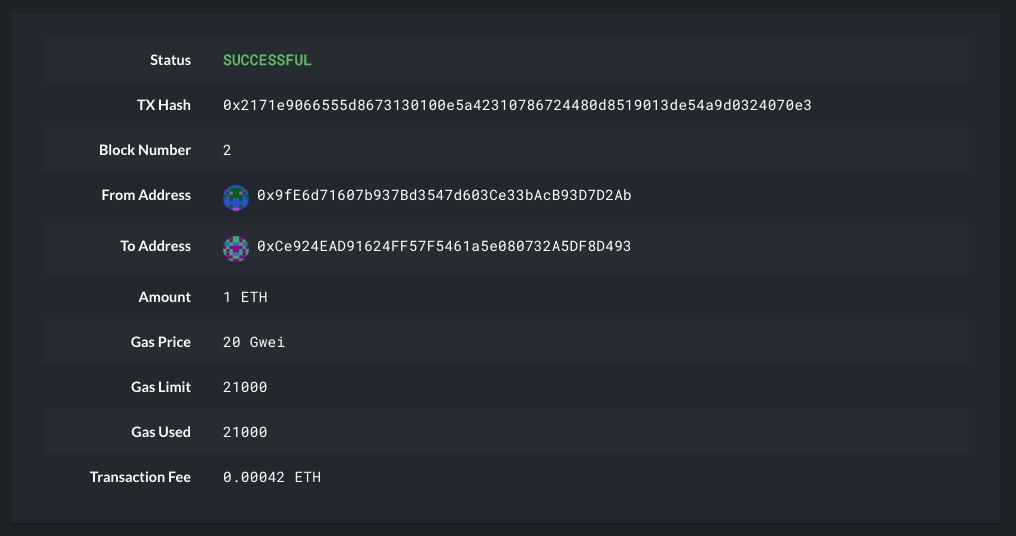 Status SUCCESSFUL
TX Hash 0x2171e9066555d8673130100e5a42310786724480d8519013de54a9d0324070e3
Block Number 2
From Address 0x9fE6d71607b937Bd3547d603Ce33bAcB93D7D2Ab
To Address 0xCe924EAD91624FF57F5461a5e080732A5DF8D493
Amount 1 ETH
Gas Price 20 Gwei
Gas Limit 21000
Gas Used 21000
Transaction Fee 0.00042 ETH